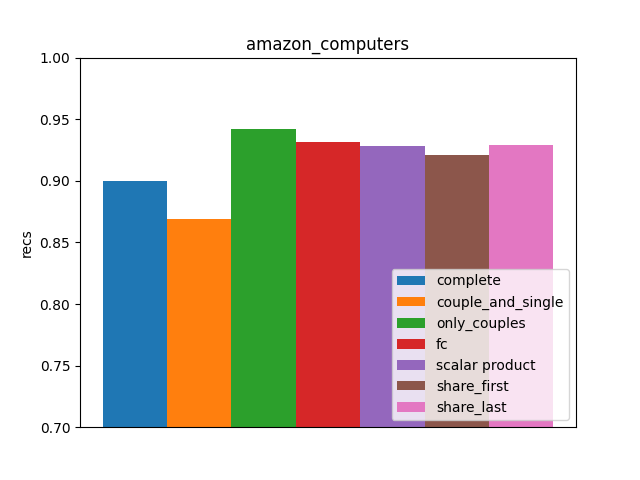 amazon_computers
1.00
0.95
0.90
0.85
0.80
0.75
0.70
recs
complete
couple_and_single
only_couples
fc
scalar product
share_first
share_last